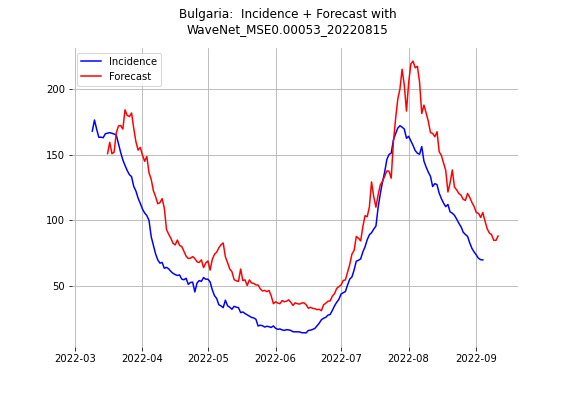 Bulgaria: Incidence + Forecast with
WaveNet_MSE0.00053_20220815
Incidence
Forecast
200
150
100
50
2022-03 2022-04 2022-05 2022-06 2022-07 2022-08 2022-09